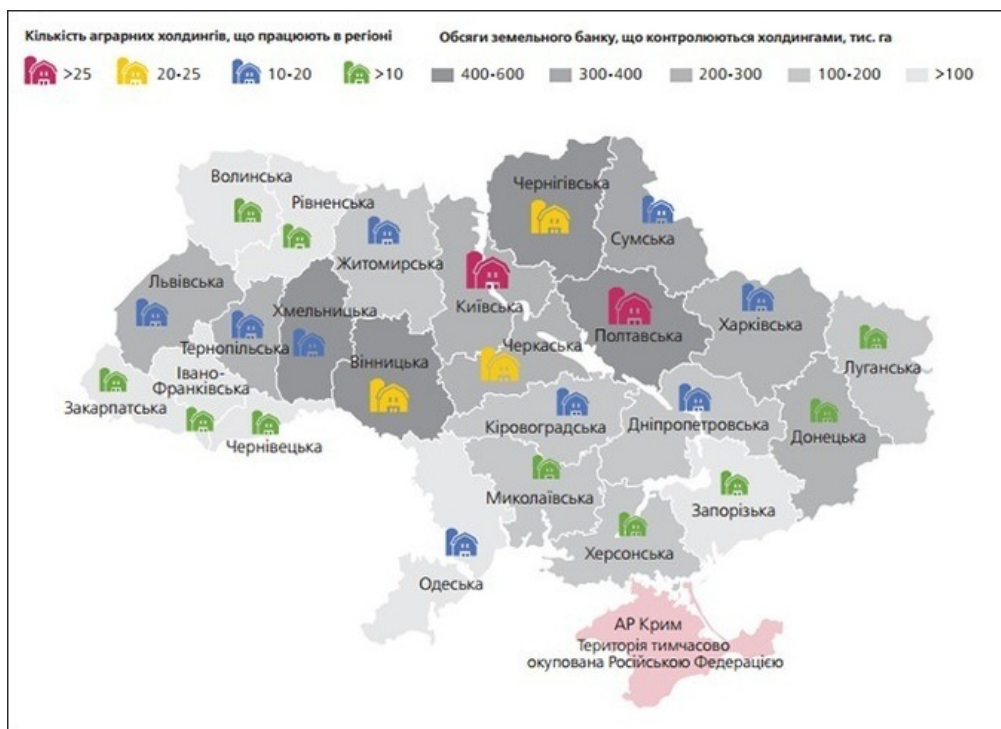 Кількість аграрних холдингів, що працюють в регіоні
Обсяги земельного банку, що контролюються холдингами, тис. га
>25
20-25
10-20
>10
400-600
300-400
200-300
100-200
>100
Волинська
Рівненська
Житомирська
Чернігівська
Сумська
Львівська
Тернопільська
Хмельницька
Київська
Полтавська
Харківська
Луганська
Вінницька
Черкаська
Івано-
Франківська
Закарпатська
Чернівецька
Кіровоградська
Дніпропетровська
Донецька
Миколаївська
Запорізька
Херсонська
Одеська
АР Крим
Територія тимчасово
окупована Російською Федерацією